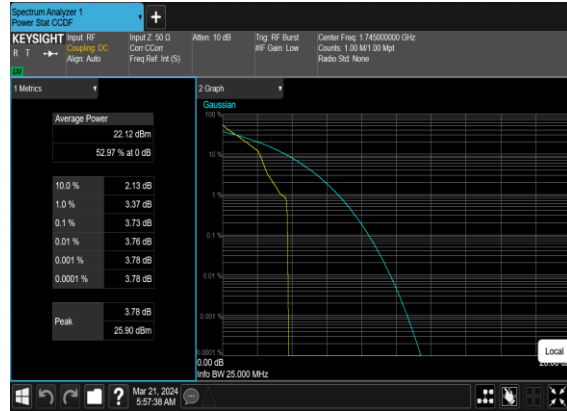 Spectrum Analyzer 1
Power Stat CCDF
KEYSIGHT
R T
LW
Input: RF
Coupling: DC
Align: Auto
Input Z: 50 Ω
Corr CCorr
Freq Ref: Int (S)
Atten: 10 dB
Trig: RF Burst
#IF Gain: Low
Center Freq: 1.745000000 GHz
Counts: 1.00 M/1.00 Mpt
Radio Std: None
1 Metrics
Average Power
22.12 dBm
52.97 % at 0 dB
10.0 % 2.13 dB
1.0 % 3.37 dB
0.1 % 3.73 dB
0.01 % 3.76 dB
0.001 % 3.78 dB
0.0001 % 3.78 dB
Peak
3.78 dB
25.90 dBm
2 Graph
Gaussian
100 %
10 %
1 %
0.1 %
0.01 %
0.001 %
0.0001 %
0.00 dB
Info BW 25.000 MHz
Local
Mar 21, 2024
5:57:38 AM